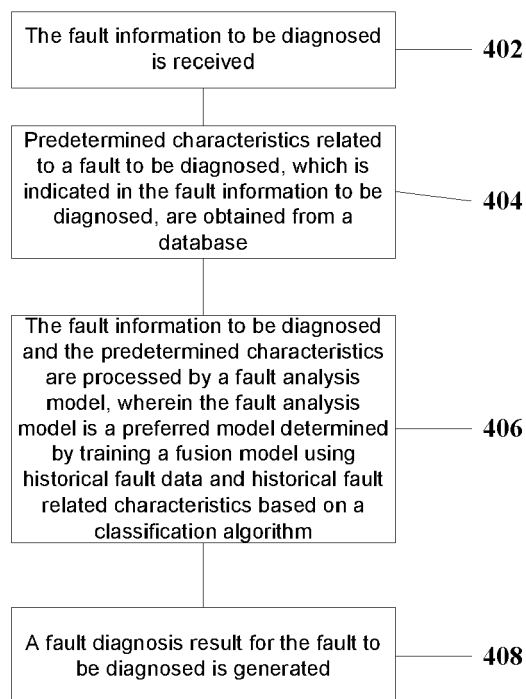 The fault information to be diagnosed
is received
402
Predetermined characteristics related
to a fault to be diagnosed, which is
indicated in the fault information to be
diagnosed, are obtained from a
database
404
The fault information to be diagnosed
and the predetermined characteristics
are processed by a fault analysis
model, wherein the fault analysis
model is a preferred model determined
by training a fusion model using
historical fault data and historical fault
related characteristics based on a
classification algorithm
406
A fault diagnosis result for the fault to
be diagnosed is generated
408